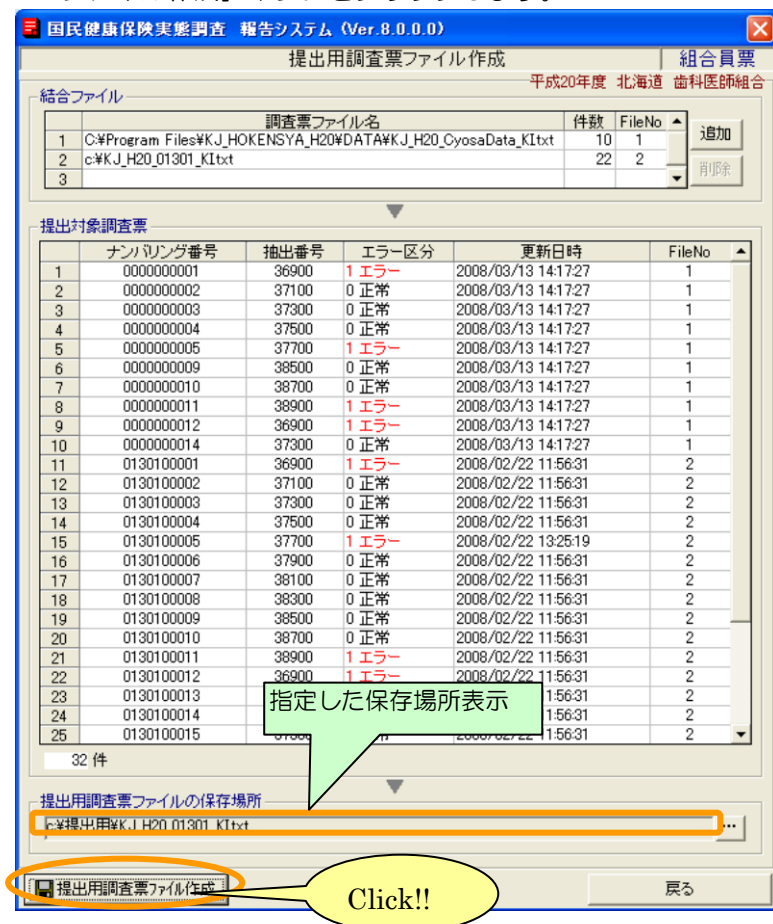 国民健康保険実態調査 報告システム (Ver.8.0.0.0)
提出用調査票ファイル作成 組合員票
平成20年度 北海道 歯科医師組合
結合ファイル
調査票ファイル名 件数 FileNo
1 C:¥Program Files¥KJ_HOKENSYA_H20¥DATA¥KJ_H20_CyosaData_KI.txt 10 1
追加
2 c:¥KJ_H20_01301_KI.txt 22 2
削除
3
▼
提出対象調査票
ナンバリング番号 抽出番号 エラー区分 更新日時 FileNo
1 0000000001 36900 1 エラー 2008/03/13 14:17:27 1
2 0000000002 37100 0 正常 2008/03/13 14:17:27 1
3 0000000003 37300 0 正常 2008/03/13 14:17:27 1
4 0000000004 37500 0 正常 2008/03/13 14:17:27 1
5 0000000005 37700 1 エラー 2008/03/13 14:17:27 1
6 0000000009 38500 0 正常 2008/03/13 14:17:27 1
7 0000000010 38700 0 正常 2008/03/13 14:17:27 1
8 0000000011 38900 1 エラー 2008/03/13 14:17:27 1
9 0000000012 36900 1 エラー 2008/03/13 14:17:27 1
10 0000000014 37300 0 正常 2008/03/13 14:17:27 1
11 0130100001 36900 1 エラー 2008/02/22 11:56:31 2
12 0130100002 37100 0 正常 2008/02/22 11:56:31 2
13 0130100003 37300 0 正常 2008/02/22 11:56:31 2
14 0130100004 37500 0 正常 2008/02/22 11:56:31 2
15 0130100005 37700 1 エラー 2008/02/22 13:25:19 2
16 0130100006 37900 0 正常 2008/02/22 11:56:31 2
17 0130100007 38100 0 正常 2008/02/22 11:56:31 2
18 0130100008 38300 0 正常 2008/02/22 11:56:31 2
19 0130100009 38500 0 正常 2008/02/22 11:56:31 2
20 0130100010 38700 0 正常 2008/02/22 11:56:31 2
21 0130100011 38900 1 エラー 2008/02/22 11:56:31 2
22 0130100012 36900 1 エラー 2008/02/22 11:56:31 2
23 0130100013 1:56:31 2
指定した保存場所表示
24 0130100014 1:56:31 2
25 0130100015 11:56:31 2
32 件
▼
提出用調査票ファイルの保存場所
c:¥提出用¥KJ_H20_01301_KI.txt ...
提出用調査票ファイル作成 戻る
Click!!